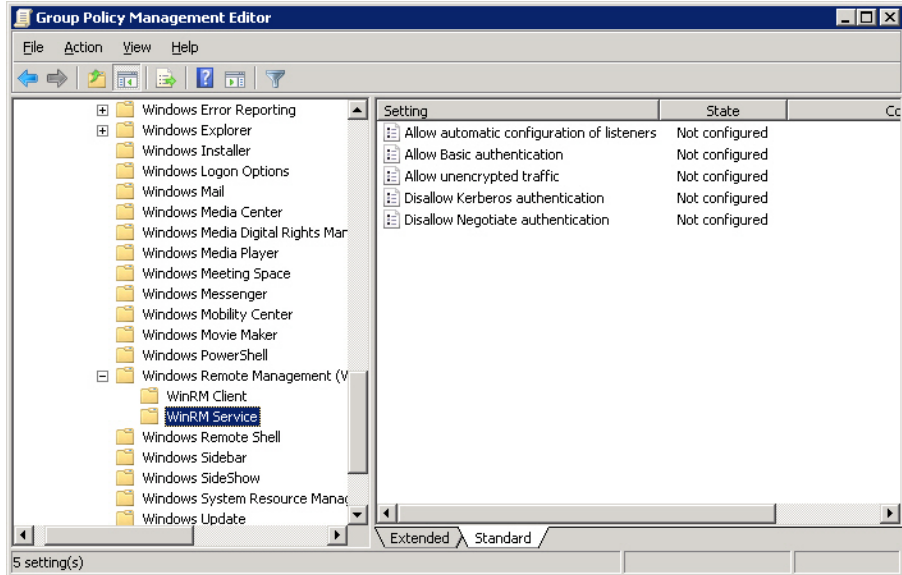 Group Policy Management Editor
File Action View Help
Windows Error Reporting
Windows Explorer
Windows Installer
Windows Logon Options
Windows Mail
Windows Media Center
Windows Media Digital Rights Mar
Windows Media Player
Windows Meeting Space
Windows Messenger
Windows Mobility Center
Windows Movie Maker
Windows PowerShell
Windows Remote Management (W
WinRM Client
WinRM Service
Windows Remote Shell
Windows Sidebar
Windows SideShow
Windows System Resource Manag
Windows Update
Setting State Co
Allow automatic configuration of listeners Not configured
Allow Basic authentication Not configured
Allow unencrypted traffic Not configured
Disallow Kerberos authentication Not configured
Disallow Negotiate authentication Not configured
Extended Standard
5 setting(s)